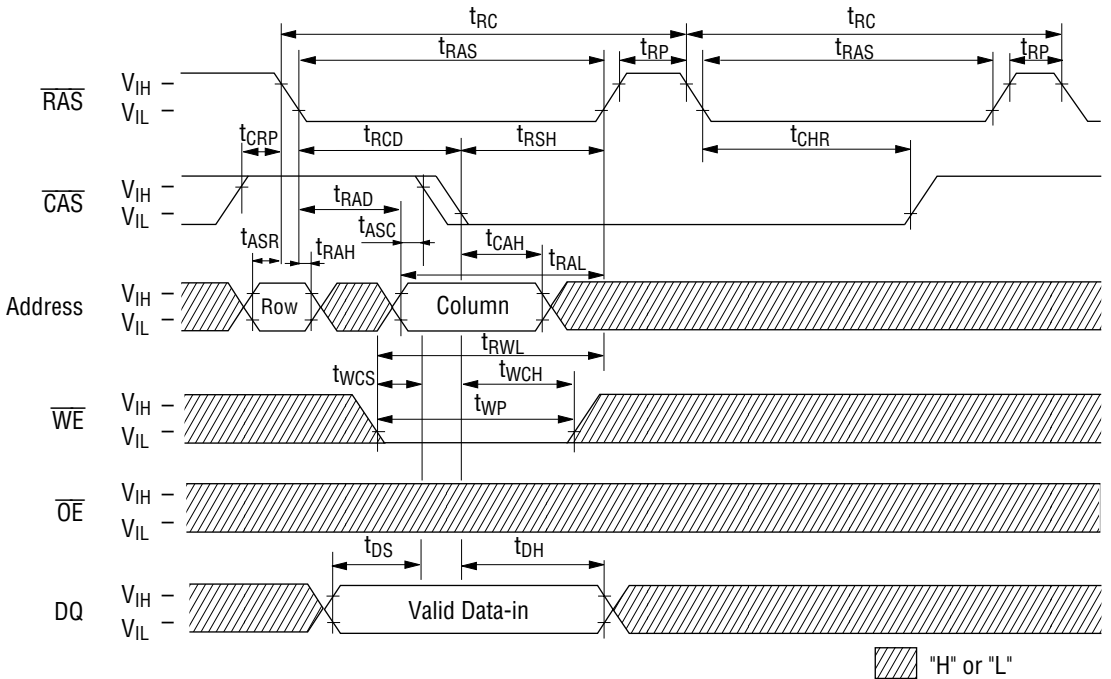 tRC tRC
tRAS tRP tRAS tRP
RAS VIH –
VIL –
tCRP tRCD tRSH tCHR
CAS VIH –
VIL –
tRAD
tASC
tASR tRAH tCAH
tRAL
Address VIH –
VIL –
Row Column
tRWL
tWCS tWCH
tWP
WE VIH –
VIL –
OE VIH –
VIL –
tDS tDH
DQ VIH –
VIL –
Valid Data-in
"H" or "L"